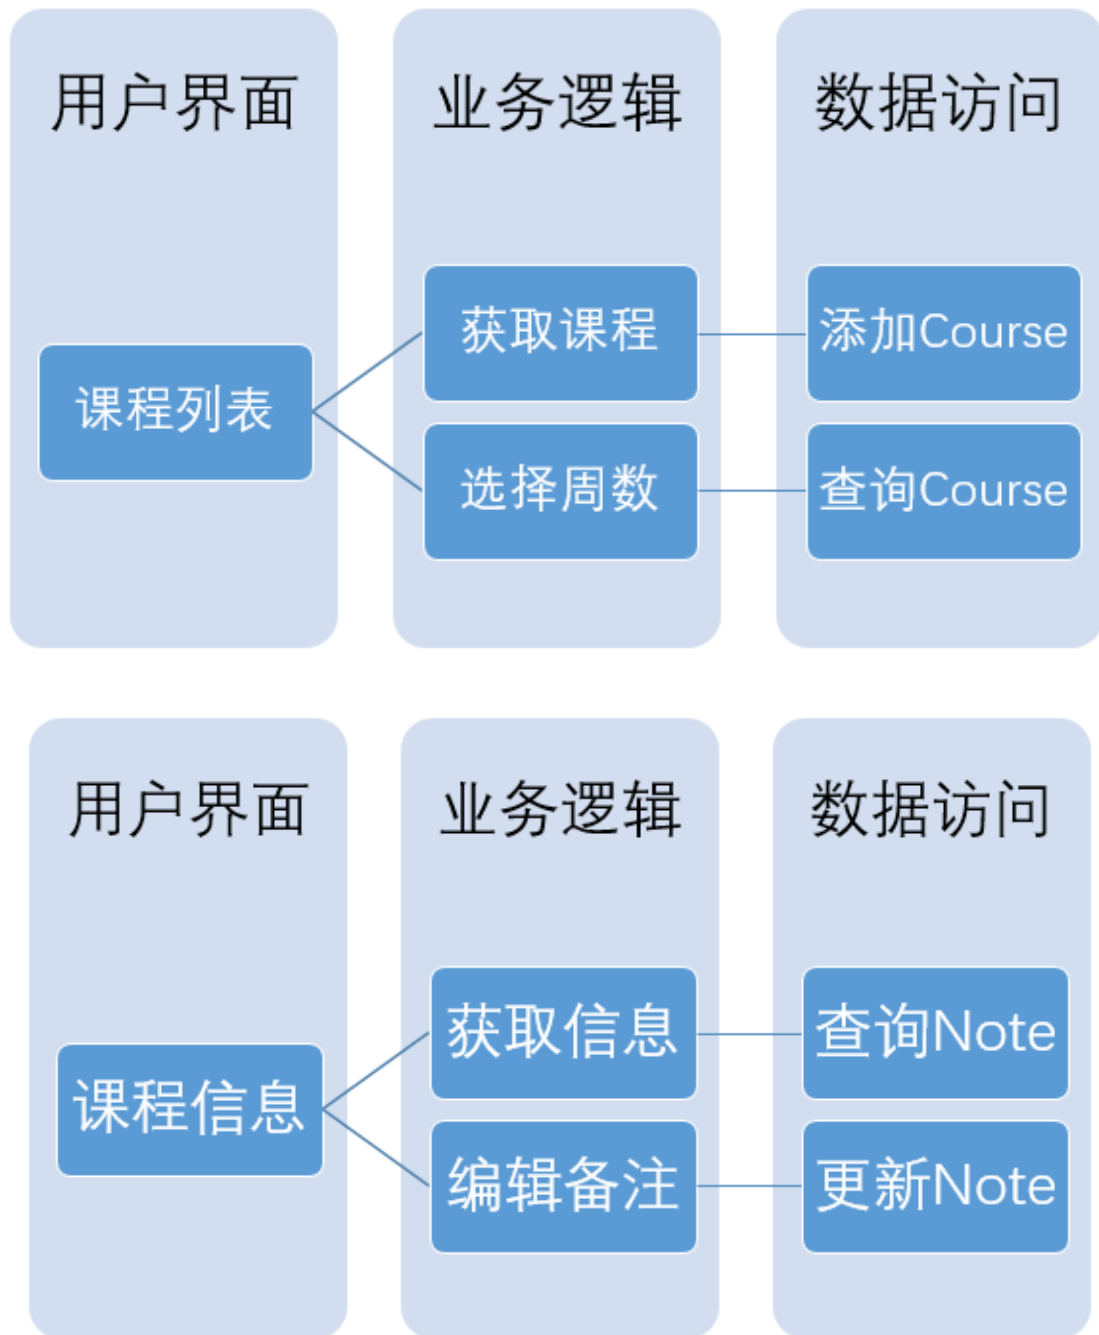 用户界面
业务逻辑
数据访问
课程列表
获取课程
添加Course
选择周数
查询Course
用户界面
业务逻辑
数据访问
课程信息
获取信息
查询Note
编辑备注
更新Note